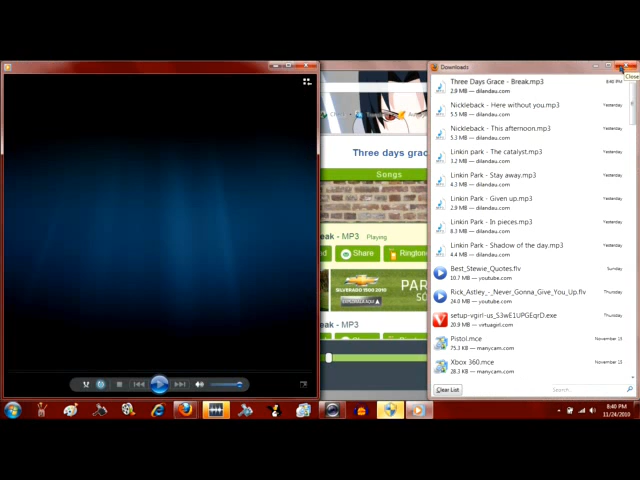 Downloads
Close
Three Days Grace - Break.mp3
8:40 PM
2.9 MB — dilandau.com
Nickleback - Here without you.mp3
Yesterday
5.5 MB — dilandau.com
Nickleback - This afternoon.mp3
Yesterday
5.3 MB — dilandau.com
Linkin park - The catalyst.mp3
Yesterday
3.2 MB — dilandau.com
Linkin Park - Stay away.mp3
Yesterday
4.3 MB — dilandau.com
Linkin Park - Given up.mp3
Yesterday
2.9 MB — dilandau.com
Linkin Park - In pieces.mp3
Yesterday
8.3 MB — dilandau.com
Linkin Park - Shadow of the day.mp3
Yesterday
4.4 MB — dilandau.com
Best_Stewie_Quotes.flv
Sunday
10.7 MB — youtube.com
Rick_Astley_-_Never_Gonna_Give_You_Up.flv
Thursday
24.0 MB — youtube.com
setup-vgirl-us_S3wE1UPGEqrD.exe
Thursday
20.9 MB — virtuagirl.com
Pistol.mce
November 13
75.3 KB — manycam.com
Xbox 360.mce
November 13
28.3 KB — manycam.com
Clear List
Search...
Three days grac
Songs
eak - MP3
Playing
Share
Ringtone
CHEVROLET
SILVERADO 1500 2010
PAR
SO
eak - MP3
8:40 PM
11/24/2010